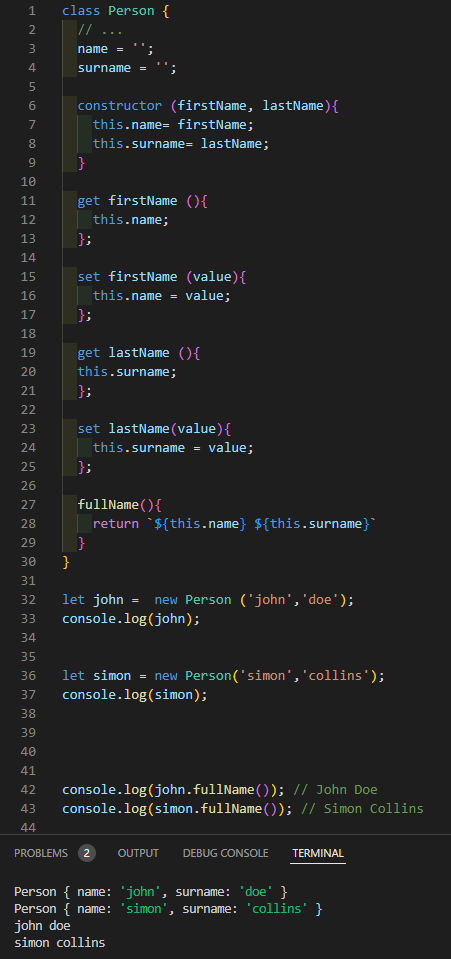 1 class Person {
2 // ...
3 name = '';
4 surname = '';
5
6 constructor (firstName, lastName){
7 this.name= firstName;
8 this.surname= lastName;
9 }
10
11 get firstName (){
12 this.name;
13 };
14
15 set firstName (value){
16 this.name = value;
17 };
18
19 get lastName (){
20 this.surname;
21 };
22
23 set lastName(value){
24 this.surname = value;
25 };
26
27 fullName(){
28 return `${this.name} ${this.surname}`
29 }
30 }
31
32 let john =  new Person ('john','doe');
33 console.log(john);
34
35
36 let simon = new Person('simon','collins');
37 console.log(simon);
38
39
40
41
42 console.log(john.fullName()); // John Doe
43 console.log(simon.fullName()); // Simon Collins
44
PROBLEMS 2 OUTPUT DEBUG CONSOLE TERMINAL
Person { name: 'john', surname: 'doe' }
Person { name: 'simon', surname: 'collins' }
john doe
simon collins